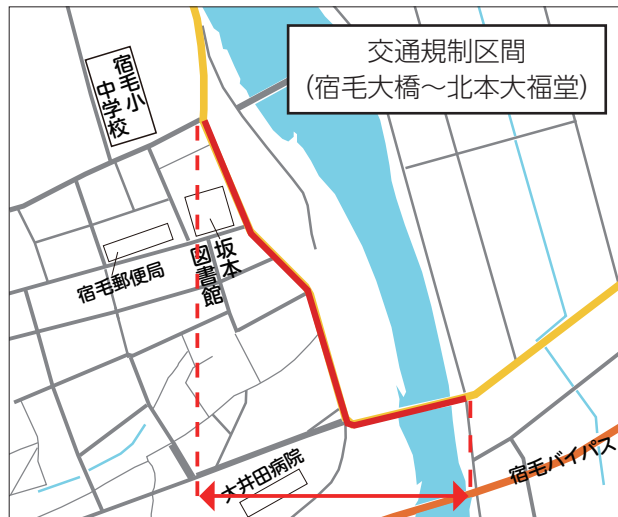 交通規制区間
(宿毛大橋～北本大福堂)
宿毛小
中学校
坂本
図書館
宿毛郵便局
大井田病院
宿毛バイパス